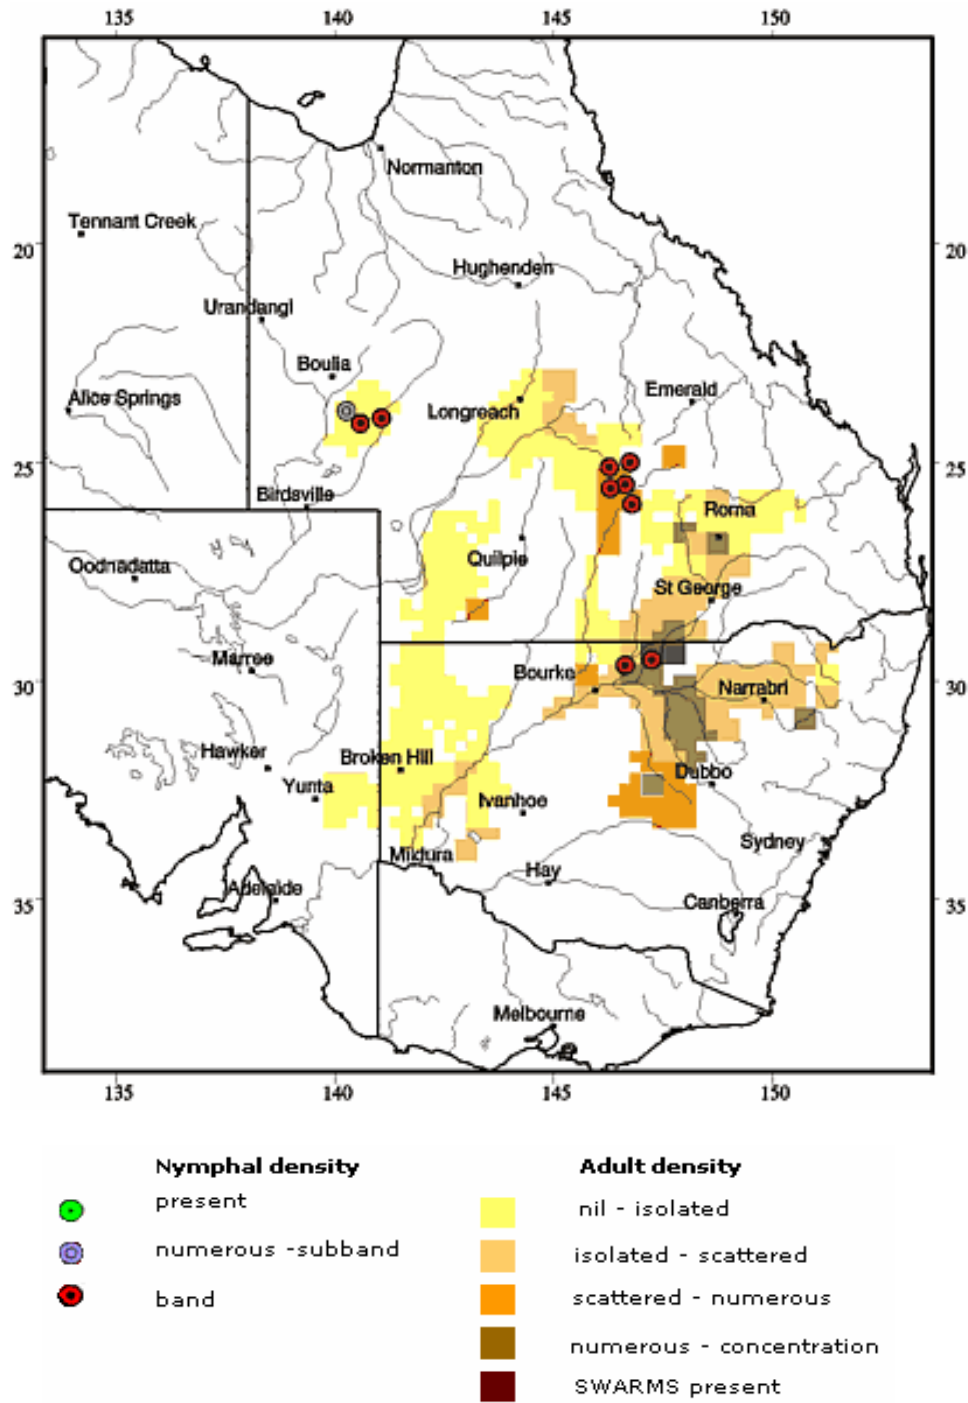 135 140 145 150
Normanton
Tennant Creek
20 20
Hughenden
Urandangi
Boulia
Emerald
Alice Springs
Longreach
25 25
Birdsville
Roma
Oodnadatta
Quilpie
St George
Marree
Bourke
30 30
Narrabri
Hawker
Broken Hill
Yunta
Dubbo
Ivanhoe
Sydney
Mildura
Hay
Adelaide
35 35
Canberra
Melbourne
135 140 145 150
Nymphal density
present
numerous -subband
band
Adult density
nil - isolated
isolated - scattered
scattered - numerous
numerous - concentration
SWARMS present